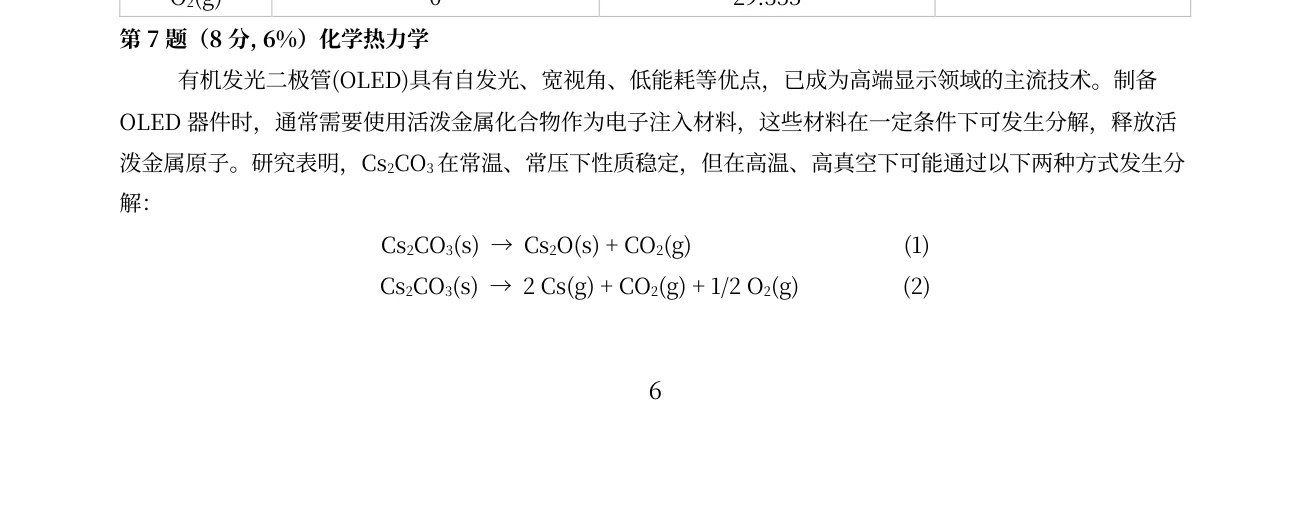 O₂(g) 0 29.355
第 7 题（8 分, 6%）化学热力学
有机发光二极管(OLED)具有自发光、宽视角、低能耗等优点，已成为高端显示领域的主流技术。制备
OLED 器件时，通常需要使用活泼金属化合物作为电子注入材料，这些材料在一定条件下可发生分解，释放活
泼金属原子。研究表明，Cs₂CO₃ 在常温、常压下性质稳定，但在高温、高真空下可能通过以下两种方式发生分
解：
Cs₂CO₃(s) → Cs₂O(s) + CO₂(g) (1)
Cs₂CO₃(s) → 2 Cs(g) + CO₂(g) + 1/2 O₂(g) (2)
6